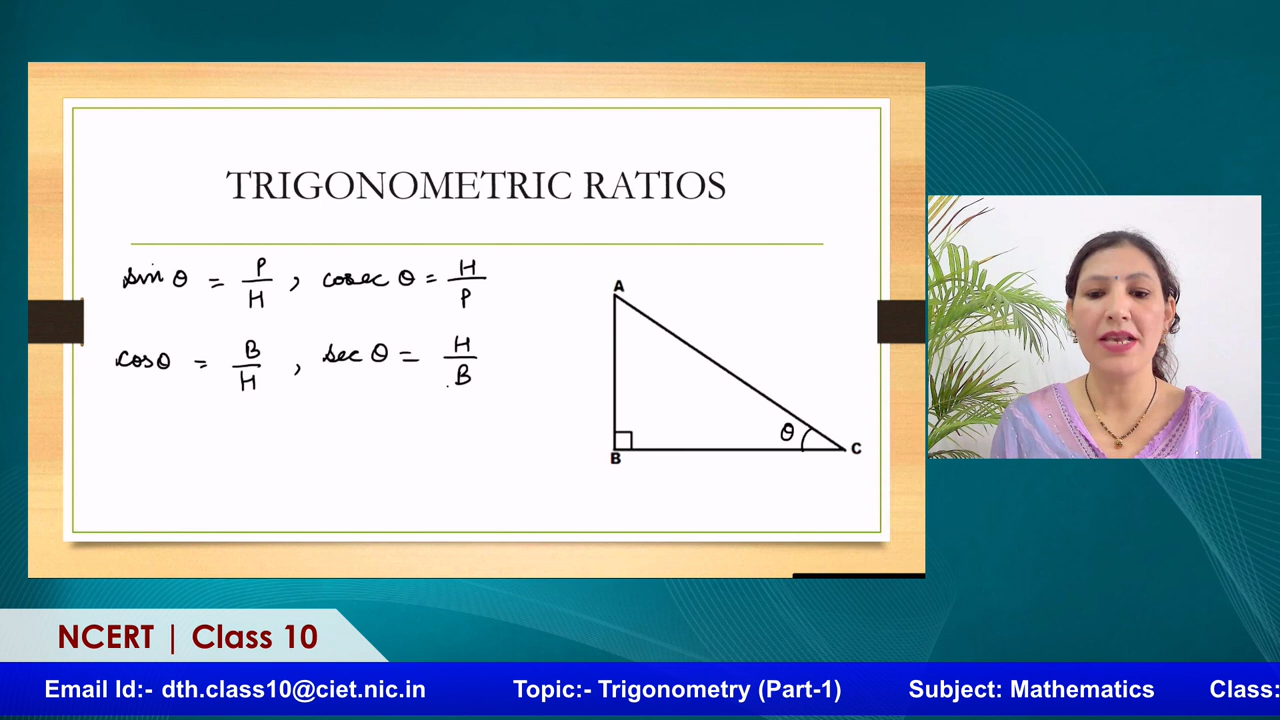 TRIGONOMETRIC RATIOS
sin θ = P/H , cosec θ = H/P
cosθ = B/H , sec θ = H/B
A
θ
B
C
NCERT | Class 10
Email Id:- dth.class10@ciet.nic.in Topic:- Trigonometry (Part-1) Subject: Mathematics Class: